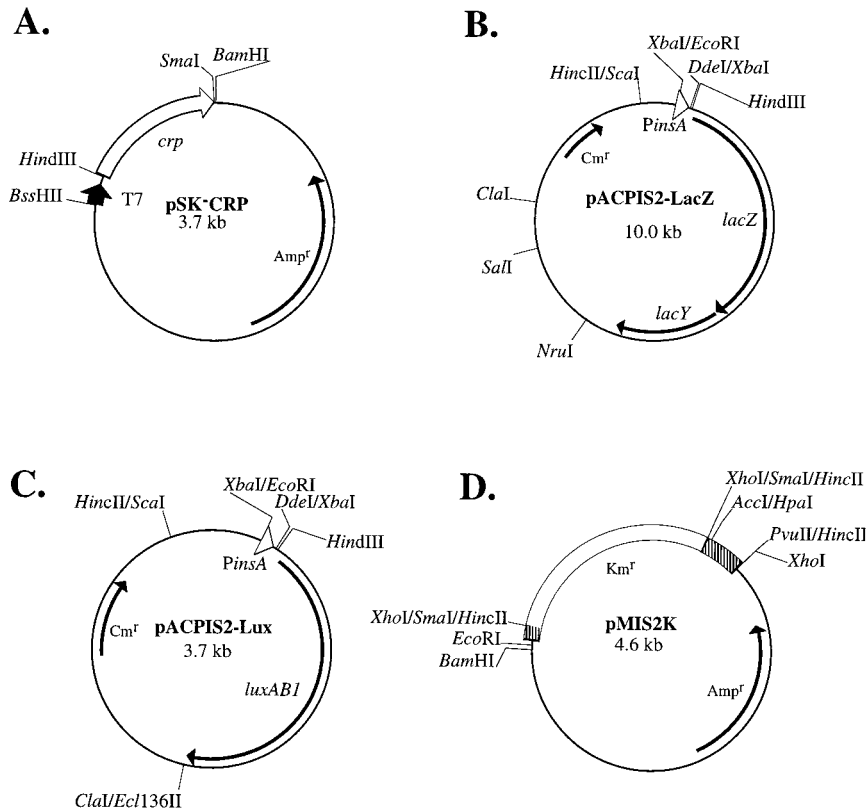 A.
SmaI
BamHI
crp
HindIII
BssHII
T7
pSK-CRP
3.7 kb
Ampr
B.
XbaI/EcoRI
DdeI/XbaI
HincII/ScaI
HindIII
PinsA
Cmr
ClaI
pACPIS2-LacZ
10.0 kb
lacZ
SalI
lacY
NruI
C.
XbaI/EcoRI
DdeI/XbaI
HincII/ScaI
HindIII
PinsA
Cmr
pACPIS2-Lux
3.7 kb
luxAB1
ClaI/Ecl136II
D.
XhoI/SmaI/HincII
AccI/HpaI
PvuII/HincII
XhoI
Kmr
XhoI/SmaI/HincII
EcoRI
BamHI
pMIS2K
4.6 kb
Ampr